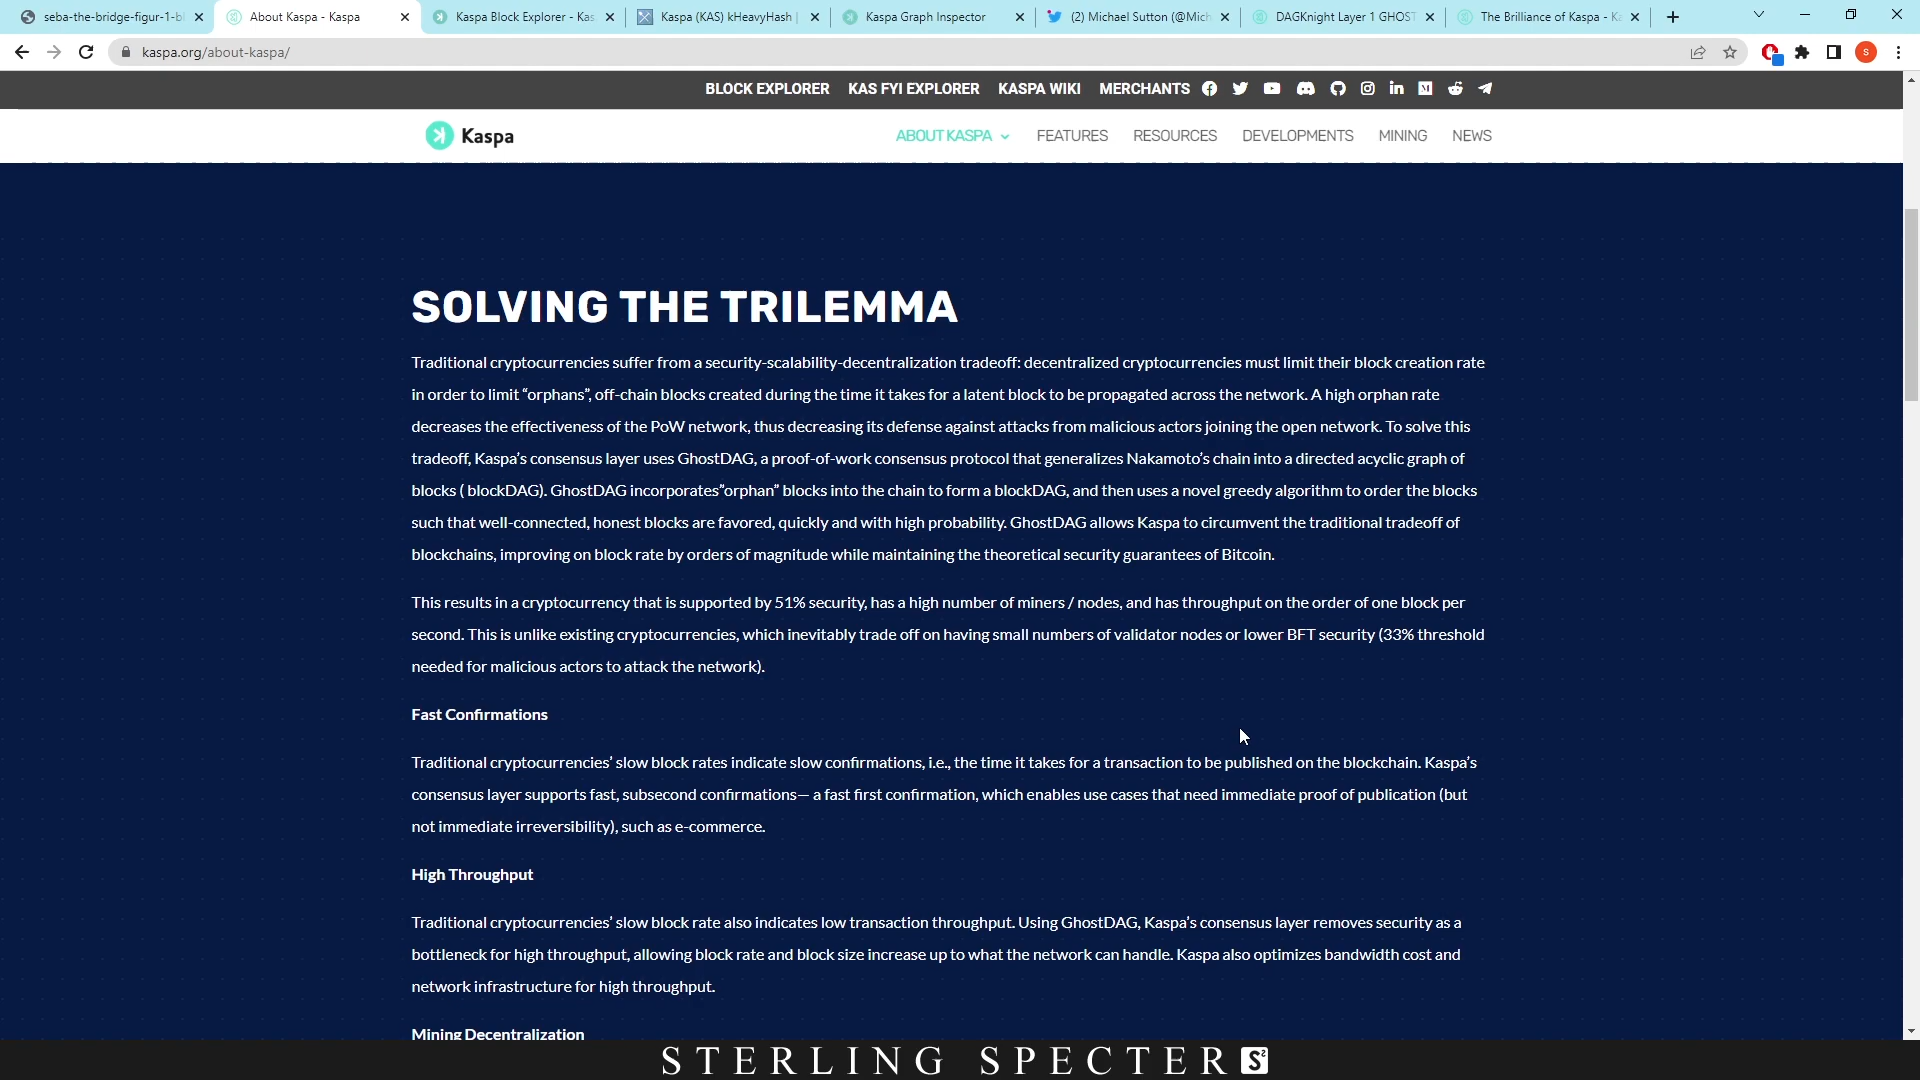 seba-the-bridge-figur-1-bl
About Kaspa - Kaspa
Kaspa Block Explorer - Kas
Kaspa (KAS) kHeavyHash |
Kaspa Graph Inspector
(2) Michael Sutton (@Mich
DAGKnight Layer 1 GHOST
The Brilliance of Kaspa - Ka
kaspa.org/about-kaspa/
S
BLOCK EXPLORER KAS FYI EXPLORER KASPA WIKI MERCHANTS
Kaspa
ABOUT KASPA FEATURES RESOURCES DEVELOPMENTS MINING NEWS
SOLVING THE TRILEMMA
Traditional cryptocurrencies suffer from a security-scalability-decentralization tradeoff: decentralized cryptocurrencies must limit their block creation rate
in order to limit “orphans”, off-chain blocks created during the time it takes for a latent block to be propagated across the network. A high orphan rate
decreases the effectiveness of the PoW network, thus decreasing its defense against attacks from malicious actors joining the open network. To solve this
tradeoff, Kaspa’s consensus layer uses GhostDAG, a proof-of-work consensus protocol that generalizes Nakamoto’s chain into a directed acyclic graph of
blocks ( blockDAG). GhostDAG incorporates”orphan” blocks into the chain to form a blockDAG, and then uses a novel greedy algorithm to order the blocks
such that well-connected, honest blocks are favored, quickly and with high probability. GhostDAG allows Kaspa to circumvent the traditional tradeoff of
blockchains, improving on block rate by orders of magnitude while maintaining the theoretical security guarantees of Bitcoin.
This results in a cryptocurrency that is supported by 51% security, has a high number of miners / nodes, and has throughput on the order of one block per
second. This is unlike existing cryptocurrencies, which inevitably trade off on having small numbers of validator nodes or lower BFT security (33% threshold
needed for malicious actors to attack the network).
Fast Confirmations
Traditional cryptocurrencies’ slow block rates indicate slow confirmations, i.e., the time it takes for a transaction to be published on the blockchain. Kaspa’s
consensus layer supports fast, subsecond confirmations— a fast first confirmation, which enables use cases that need immediate proof of publication (but
not immediate irreversibility), such as e-commerce.
High Throughput
Traditional cryptocurrencies’ slow block rate also indicates low transaction throughput. Using GhostDAG, Kaspa’s consensus layer removes security as a
bottleneck for high throughput, allowing block rate and block size increase up to what the network can handle. Kaspa also optimizes bandwidth cost and
network infrastructure for high throughput.
Mining Decentralization
STERLING SPECTER S²